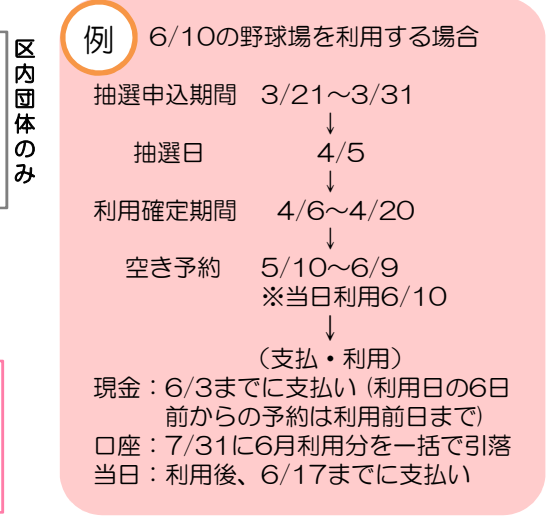 区内団体のみ
例
6/10の野球場を利用する場合
抽選申込期間 3/21～3/31
↓
抽選日 4/5
↓
利用確定期間 4/6～4/20
↓
空き予約 5/10～6/9
※当日利用6/10
↓
（支払・利用）
現金：6/3までに支払い (利用日の6日
前からの予約は利用前日まで)
口座：7/31に6月利用分を一括で引落
当日：利用後、6/17までに支払い